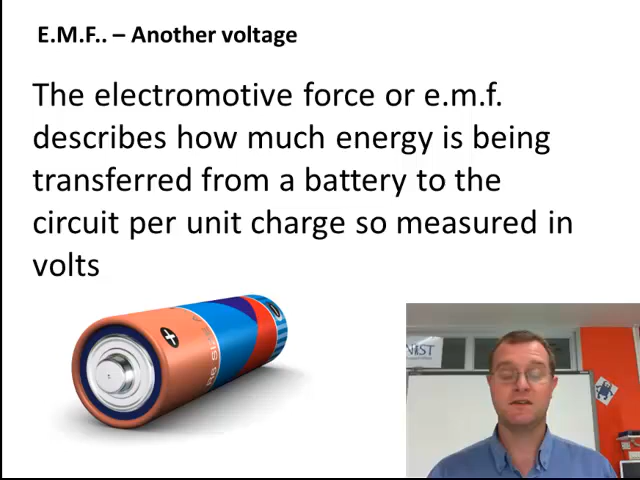 E.M.F.. – Another voltage
The electromotive force or e.m.f.
describes how much energy is being
transferred from a battery to the
circuit per unit charge so measured in
volts
+